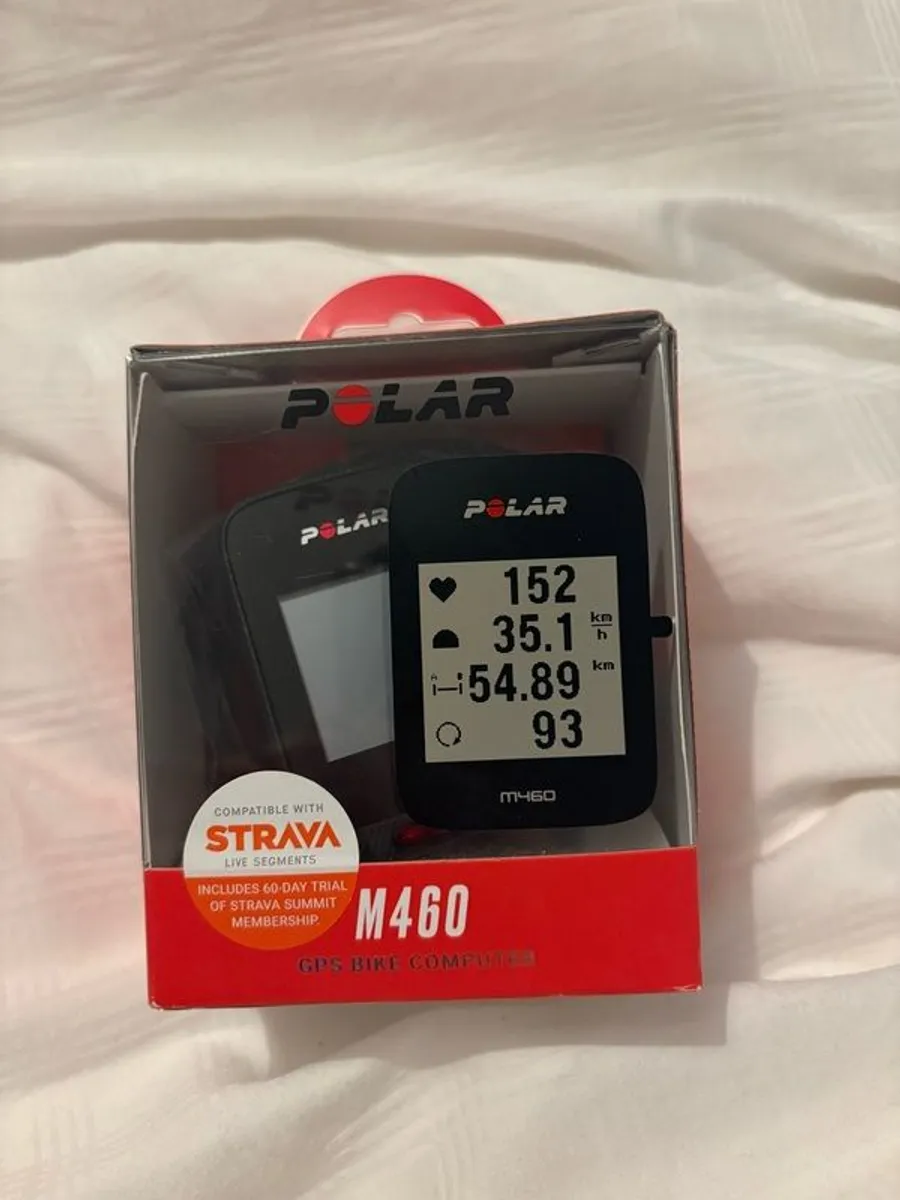 POLAR
POLAR
POLAR
152
35.1 km/h
54.89 km
93
M460
COMPATIBLE WITH
STRAVA
LIVE SEGMENTS
INCLUDES 60-DAY TRIAL
OF STRAVA SUMMIT
MEMBERSHIP.
M460
GPS BIKE COMPUTER